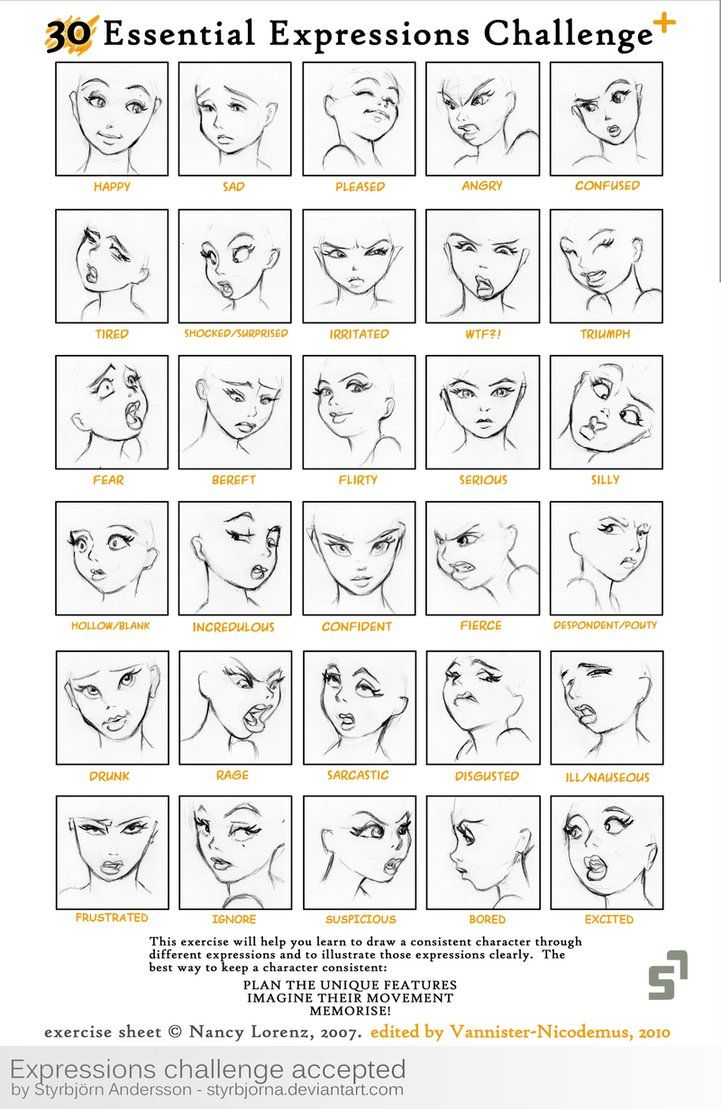 30 Essential Expressions Challenge+
HAPPY
SAD
PLEASED
ANGRY
CONFUSED
TIRED
SHOCKED/SURPRISED
IRRITATED
WTF?!
TRIUMPH
FEAR
BEREFT
FLIRTY
SERIOUS
SILLY
HOLLOW/BLANK
INCREDULOUS
CONFIDENT
FIERCE
DESPONDENT/POUTY
DRUNK
RAGE
SARCASTIC
DISGUSTED
ILL/NAUSEOUS
FRUSTRATED
IGNORE
SUSPICIOUS
BORED
EXCITED
This exercise will help you learn to draw a consistent character through
different expressions and to illustrate those expressions clearly. The
best way to keep a character consistent:
PLAN THE UNIQUE FEATURES
IMAGINE THEIR MOVEMENT
MEMORISE!
exercise sheet © Nancy Lorenz, 2007. edited by Vannister-Nicodemus, 2010
Expressions challenge accepted
by Styrbjörn Andersson - styrbjorna.deviantart.com